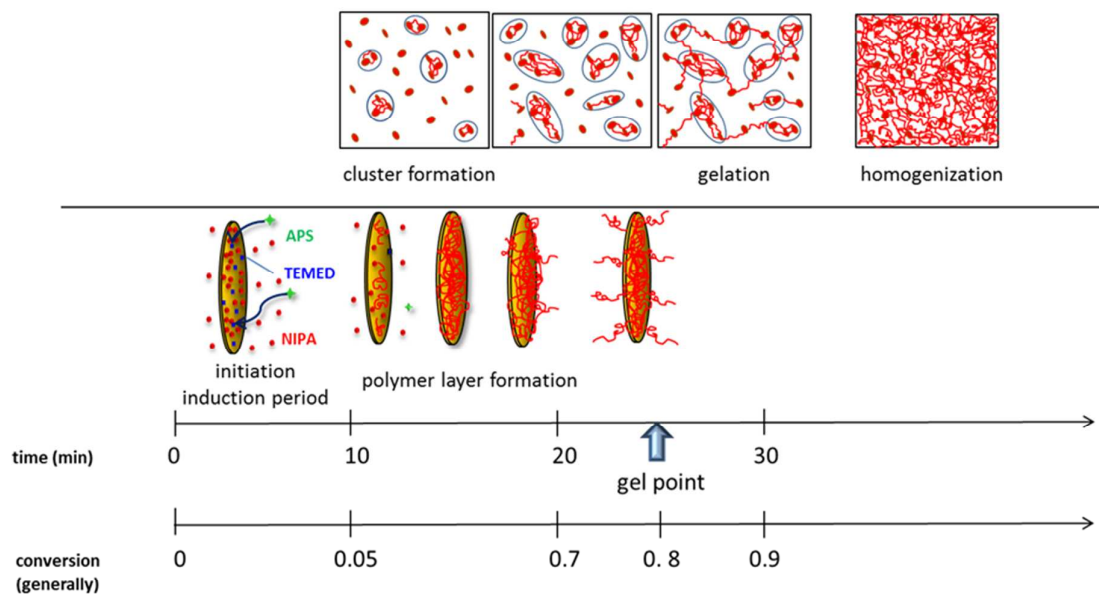 cluster formation
gelation
homogenization
APS
TEMED
NIPA
initiation
induction period
polymer layer formation
time (min)
0
10
20
30
gel point
conversion
(generally)
0
0.05
0.7
0. 8
0.9